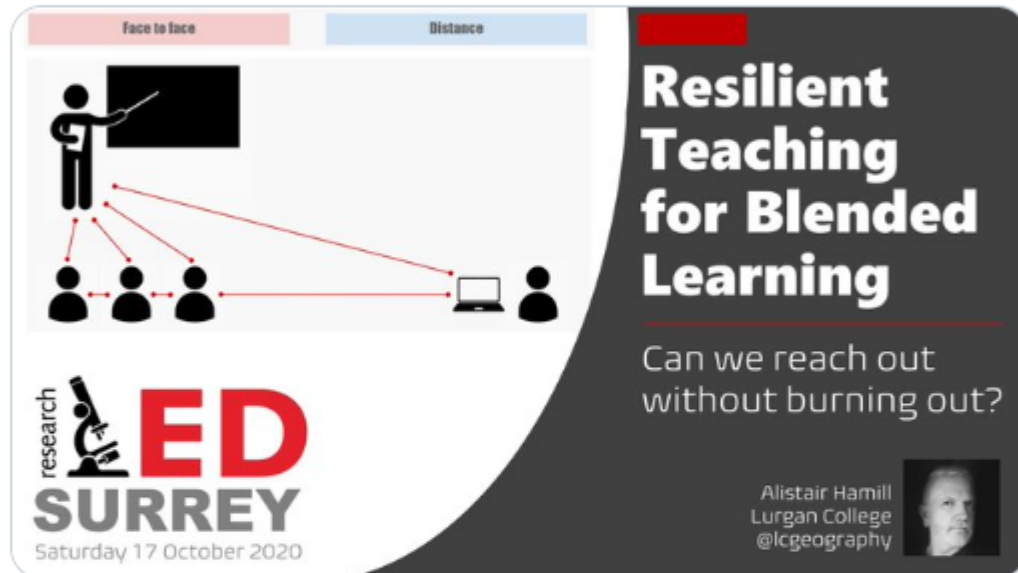 Face to face
Distance
Resilient
Teaching
for Blended
Learning
Can we reach out
without burning out?
research
ED
SURREY
Saturday 17 October 2020
Alistair Hamill
Lurgan College
@lcgeography